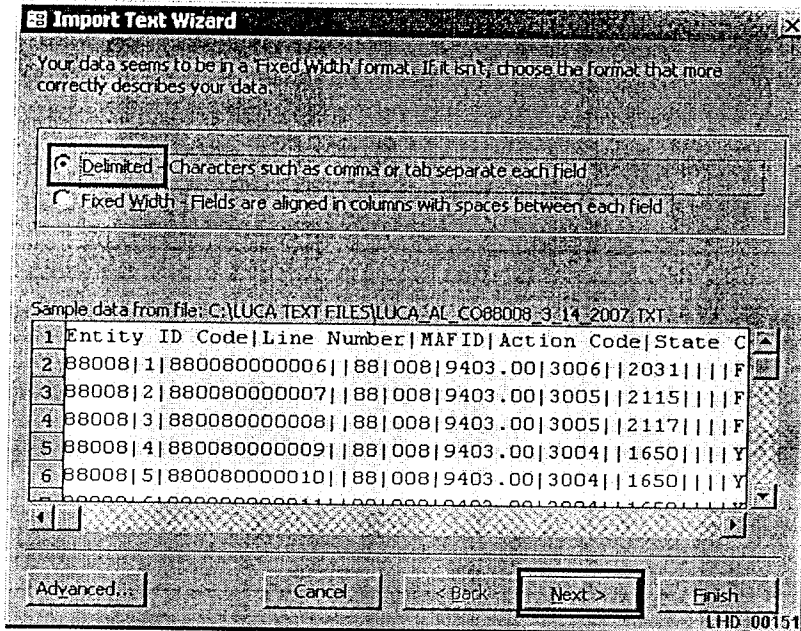 Import Text Wizard
Your data seems to be in a 'Fixed Width' format. If it isn't, choose the format that more
correctly describes your data.
Delimited - Characters such as comma or tab separate each field
Fixed Width - Fields are aligned in columns with spaces between each field
Sample data from file: C:\LUCA TEXT FILES\LUCA_AL_CO88008_3_14_2007.TXT.
1 Entity ID Code|Line Number|MAFID|Action Code|State C
2 88008|1|880080000006||88|008|9403.00|3006||2031||||F
3 88008|2|880080000007||88|008|9403.00|3005||2115||||F
4 88008|3|880080000008||88|008|9403.00|3005||2117||||F
5 88008|4|880080000009||88|008|9403.00|3004||1650||||Y
6 88008|5|880080000010||88|008|9403.00|3004||1650||||Y
Advanced... Cancel < Back Next > Finish
LHD 00151